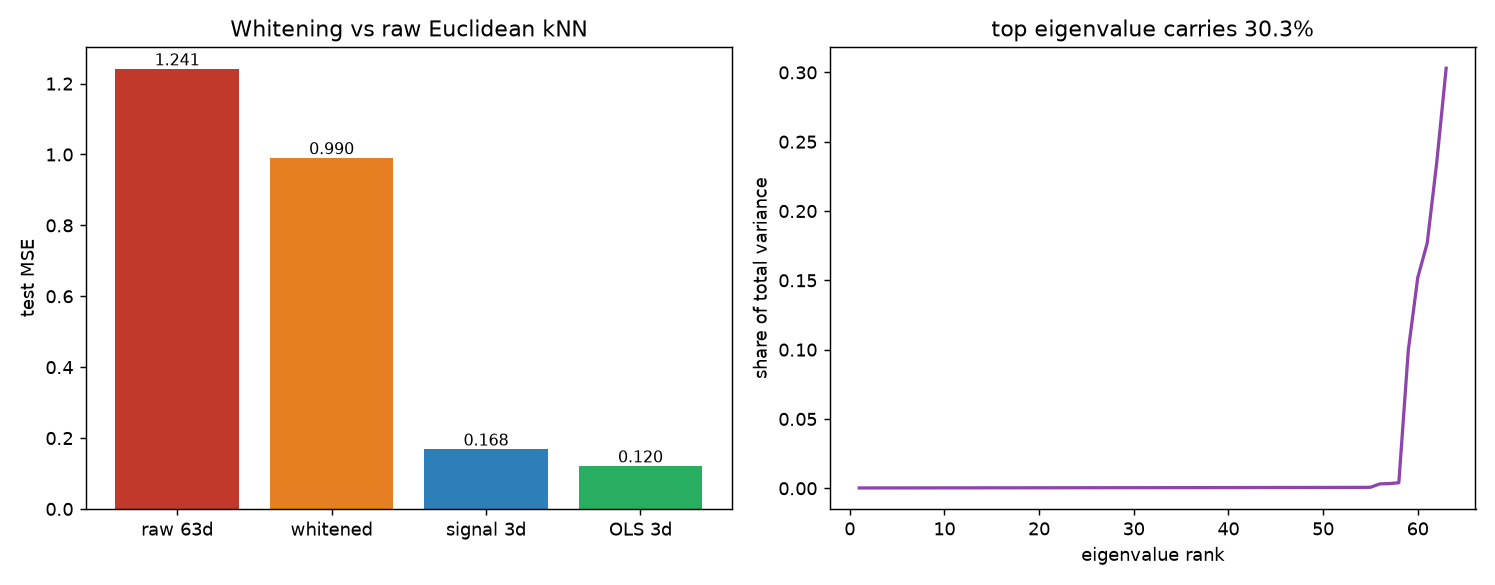 Whitening vs raw Euclidean kNN
test MSE
1.2
1.0
0.8
0.6
0.4
0.2
0.0
1.241
0.990
0.168
0.120
raw 63d
whitened
signal 3d
OLS 3d
top eigenvalue carries 30.3%
share of total variance
0.30
0.25
0.20
0.15
0.10
0.05
0.00
0
10
20
30
40
50
60
eigenvalue rank